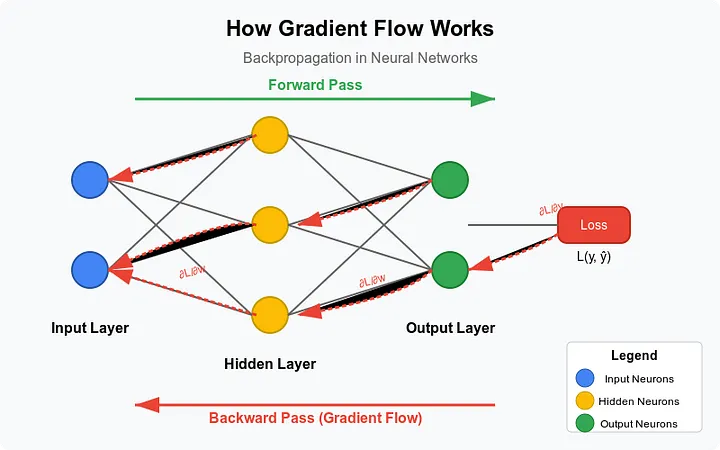 How Gradient Flow Works
Backpropagation in Neural Networks
Forward Pass
Loss
L(y, ŷ)
Input Layer
Output Layer
Hidden Layer
Legend
Input Neurons
Hidden Neurons
Output Neurons
Backward Pass (Gradient Flow)